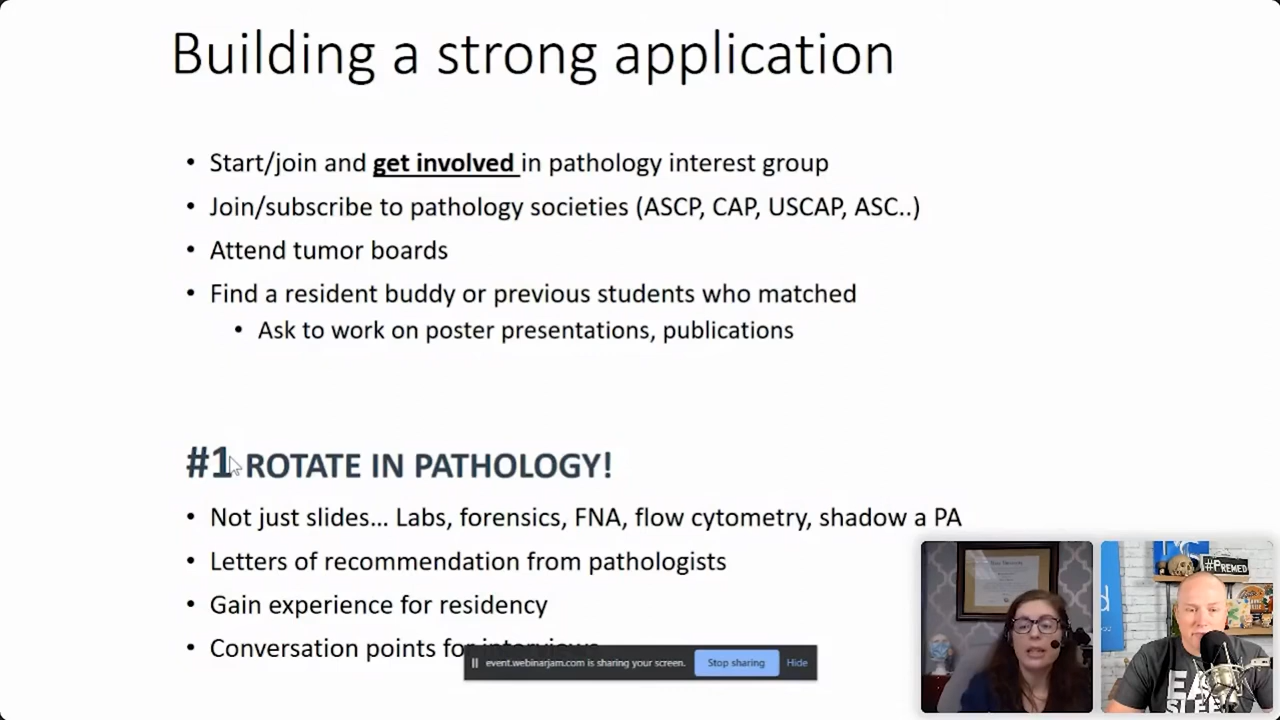 Building a strong application
• Start/join and get involved in pathology interest group
• Join/subscribe to pathology societies (ASCP, CAP, USCAP, ASC..)
• Attend tumor boards
• Find a resident buddy or previous students who matched
• Ask to work on poster presentations, publications
#1 ROTATE IN PATHOLOGY!
• Not just slides… Labs, forensics, FNA, flow cytometry, shadow a PA
• Letters of recommendation from pathologists
• Gain experience for residency
• Conversation points for interviews
event.webinarjam.com is sharing your screen. Stop sharing Hide
#PREMED
EAT
SLEEP